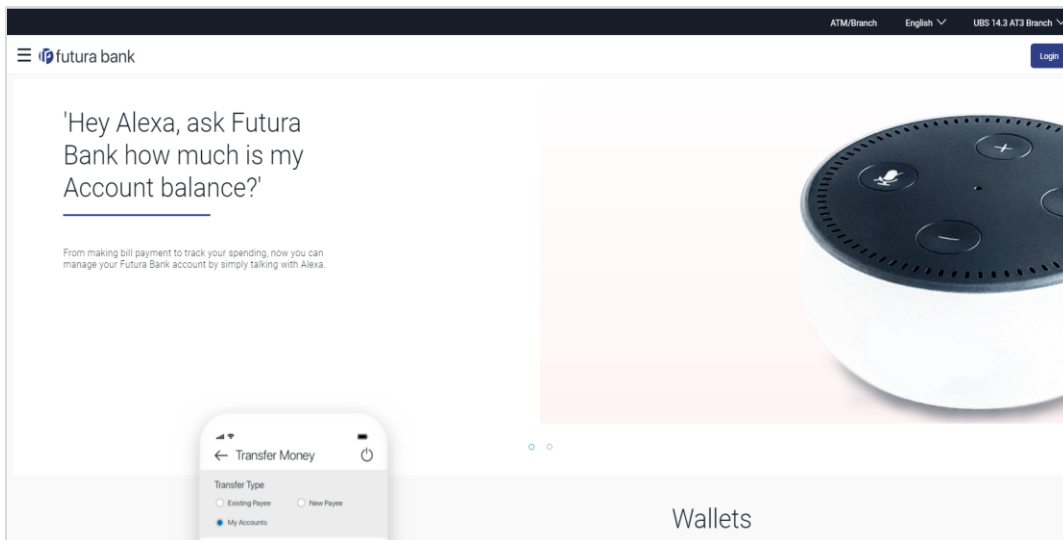 ATM/Branch English UBS 14.3 AT3 Branch
futura bank
Login
'Hey Alexa, ask Futura
Bank how much is my
Account balance?'
From making bill payment to track your spending, now you can
manage your Futura Bank account by simply talking with Alexa.
Transfer Money
Transfer Type
Existing Payee New Payee
My Accounts
Wallets